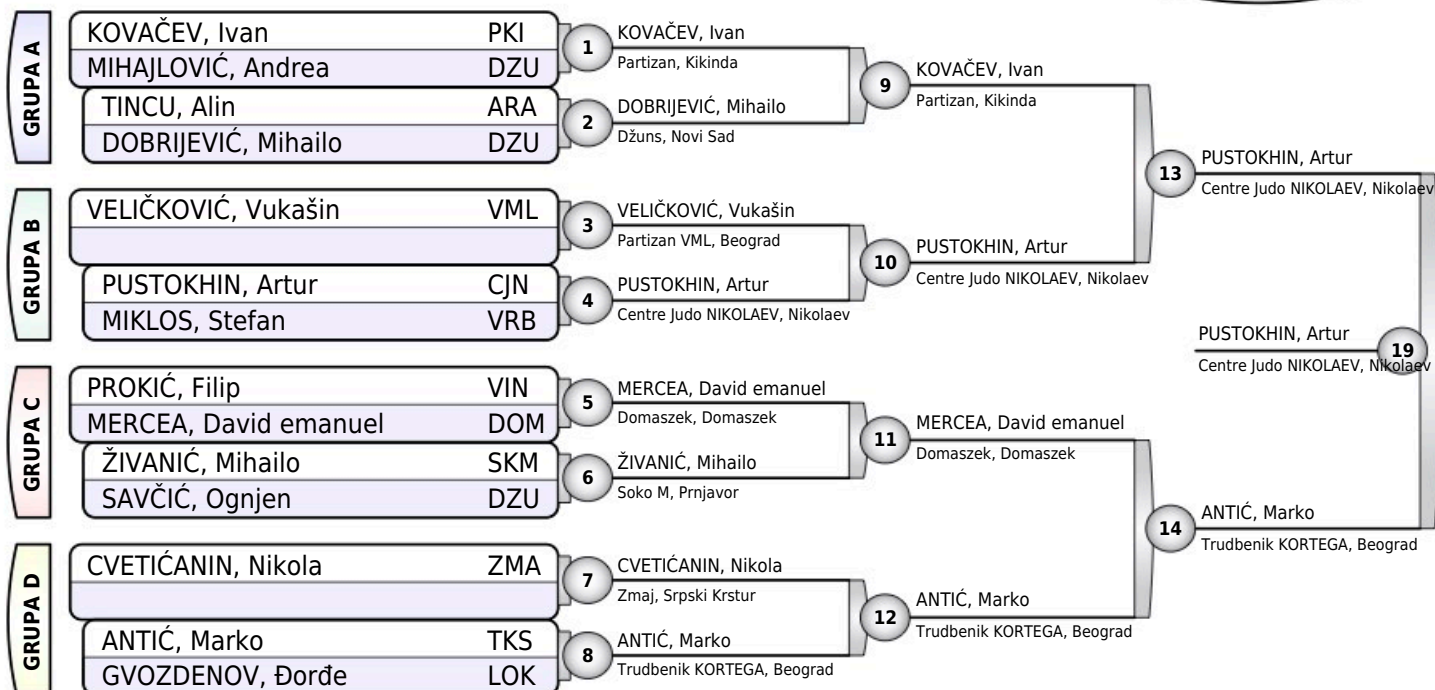 GRUPA A
KOVAČEV, Ivan PKI
MIHAJLOVIĆ, Andrea DZU
TINCU, Alin ARA
DOBRIJEVIĆ, Mihailo DZU
1
KOVAČEV, Ivan
Partizan, Kikinda
2
DOBRIJEVIĆ, Mihailo
Džuns, Novi Sad
9
KOVAČEV, Ivan
Partizan, Kikinda
GRUPA B
VELIČKOVIĆ, Vukašin VML
PUSTOKHIN, Artur CJN
MIKLOS, Stefan VRB
3
VELIČKOVIĆ, Vukašin
Partizan VML, Beograd
4
PUSTOKHIN, Artur
Centre Judo NIKOLAEV, Nikolaev
10
PUSTOKHIN, Artur
Centre Judo NIKOLAEV, Nikolaev
13
PUSTOKHIN, Artur
Centre Judo NIKOLAEV, Nikolaev
GRUPA C
PROKIĆ, Filip VIN
MERCEA, David emanuel DOM
ŽIVANIĆ, Mihailo SKM
SAVČIĆ, Ognjen DZU
5
MERCEA, David emanuel
Domaszek, Domaszek
6
ŽIVANIĆ, Mihailo
Soko M, Prnjavor
11
MERCEA, David emanuel
Domaszek, Domaszek
GRUPA D
CVETIĆANIN, Nikola ZMA
ANTIĆ, Marko TKS
GVOZDENOV, Đorđe LOK
7
CVETIĆANIN, Nikola
Zmaj, Srpski Krstur
8
ANTIĆ, Marko
Trudbenik KORTEGA, Beograd
12
ANTIĆ, Marko
Trudbenik KORTEGA, Beograd
14
ANTIĆ, Marko
Trudbenik KORTEGA, Beograd
PUSTOKHIN, Artur
19
Centre Judo NIKOLAEV, Nikolaev